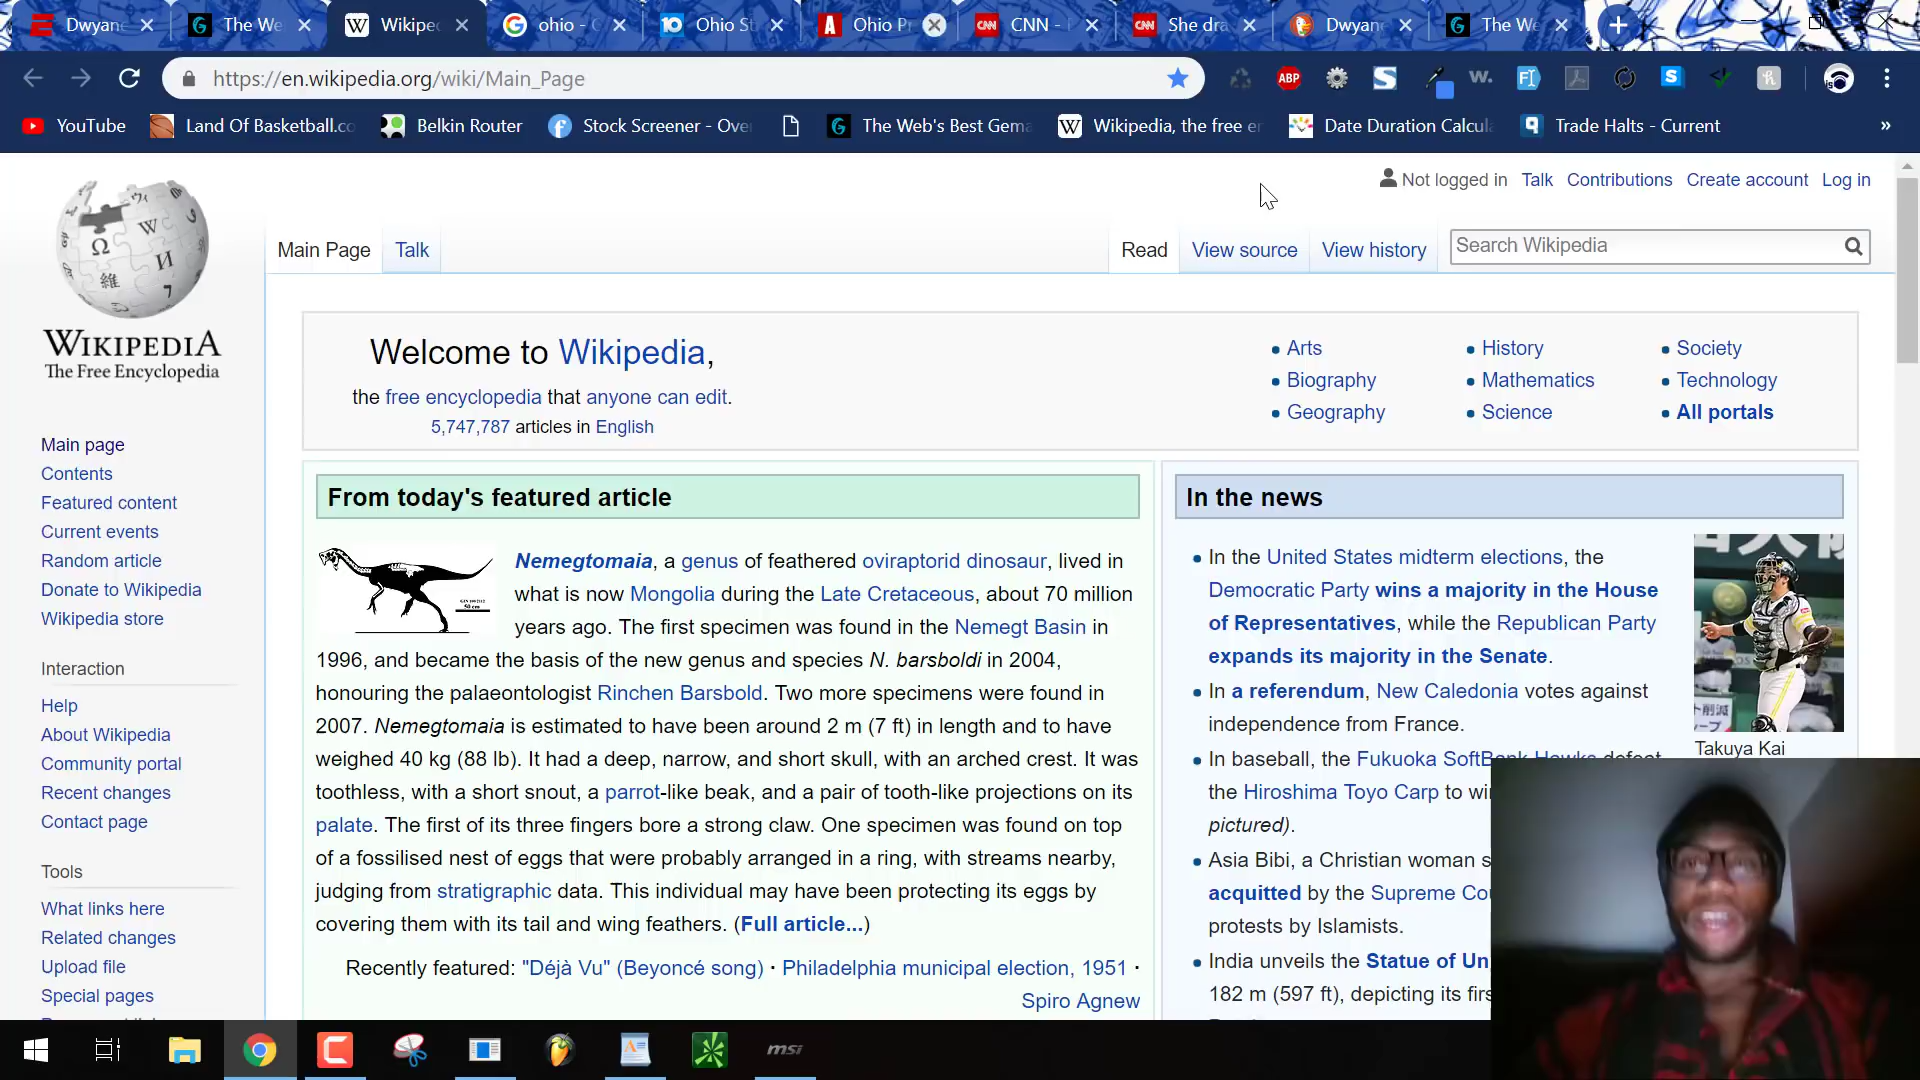 Dwyane
The We
Wikiped
ohio - G
Ohio St
Ohio Pr
CNN -
She dra
Dwyane
The We
https://en.wikipedia.org/wiki/Main_Page
ABP
YouTube
Land Of Basketball.co
Belkin Router
Stock Screener - Over
The Web's Best Gema
Wikipedia, the free en
Date Duration Calcula
Trade Halts - Current
»
Not logged in Talk Contributions Create account Log in
Main Page Talk Read View source View history Search Wikipedia
WIKIPEDIA
The Free Encyclopedia
Main page
Contents
Featured content
Current events
Random article
Donate to Wikipedia
Wikipedia store
Interaction
Help
About Wikipedia
Community portal
Recent changes
Contact page
Tools
What links here
Related changes
Upload file
Special pages
Welcome to Wikipedia,
the free encyclopedia that anyone can edit.
5,747,787 articles in English
• Arts
• Biography
• Geography
• History
• Mathematics
• Science
• Society
• Technology
• All portals
From today's featured article
Nemegtomaia, a genus of feathered oviraptorid dinosaur, lived in
what is now Mongolia during the Late Cretaceous, about 70 million
years ago. The first specimen was found in the Nemegt Basin in
1996, and became the basis of the new genus and species N. barsboldi in 2004,
honouring the palaeontologist Rinchen Barsbold. Two more specimens were found in
2007. Nemegtomaia is estimated to have been around 2 m (7 ft) in length and to have
weighed 40 kg (88 lb). It had a deep, narrow, and short skull, with an arched crest. It was
toothless, with a short snout, a parrot-like beak, and a pair of tooth-like projections on its
palate. The first of its three fingers bore a strong claw. One specimen was found on top
of a fossilised nest of eggs that were probably arranged in a ring, with streams nearby,
judging from stratigraphic data. This individual may have been protecting its eggs by
covering them with its tail and wing feathers. (Full article...)
Recently featured: "Déjà Vu" (Beyoncé song) · Philadelphia municipal election, 1951 ·
Spiro Agnew
In the news
• In the United States midterm elections, the
Democratic Party wins a majority in the House
of Representatives, while the Republican Party
expands its majority in the Senate.
• In a referendum, New Caledonia votes against
independence from France.
• In baseball, the Fukuoka SoftBank Hawks defeat
the Hiroshima Toyo Carp to wi
pictured).
• Asia Bibi, a Christian woman s
acquitted by the Supreme Cou
protests by Islamists.
• India unveils the Statue of Un
182 m (597 ft), depicting its firs
Takuya Kai
msi